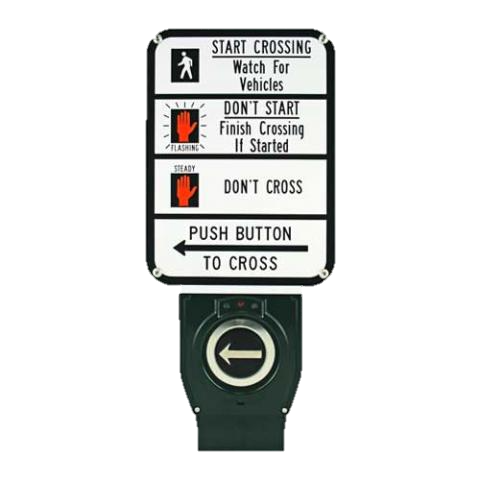 START CROSSING
Watch For
Vehicles
DON'T START
Finish Crossing
If Started
FLASHING
STEADY
DON'T CROSS
PUSH BUTTON
TO CROSS